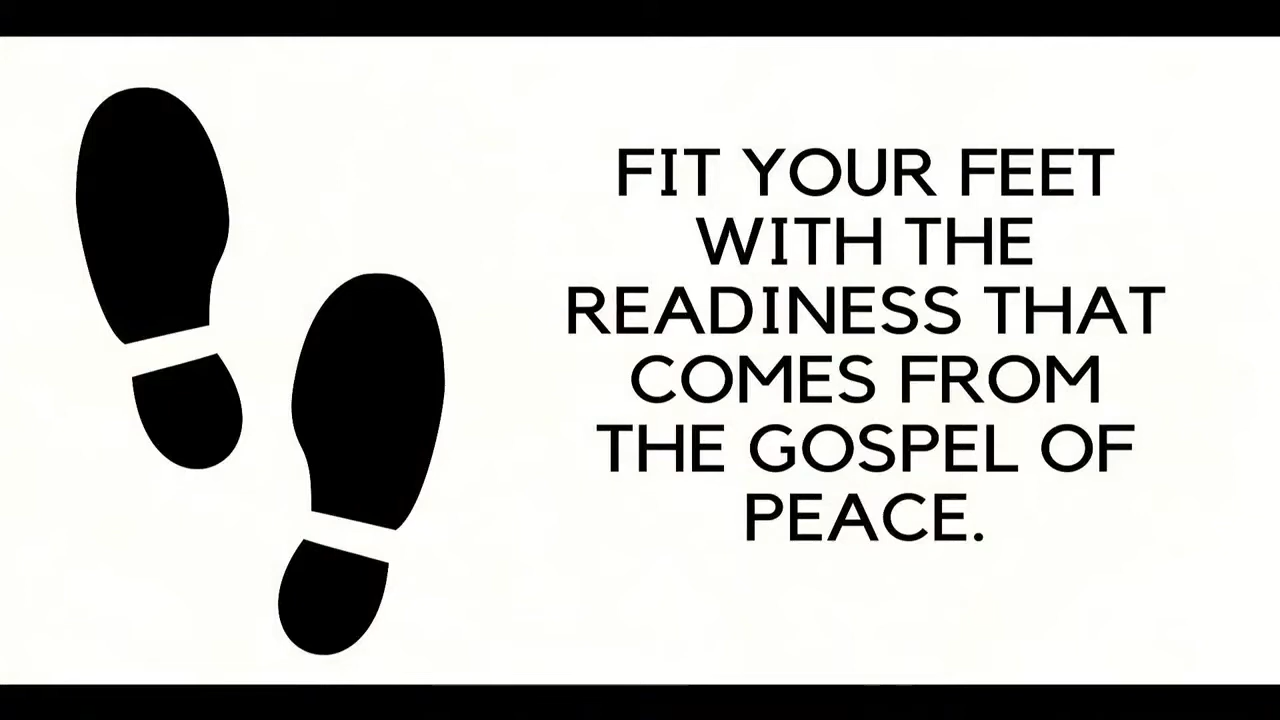 FIT YOUR FEET
WITH THE
READINESS THAT
COMES FROM
THE GOSPEL OF
PEACE.